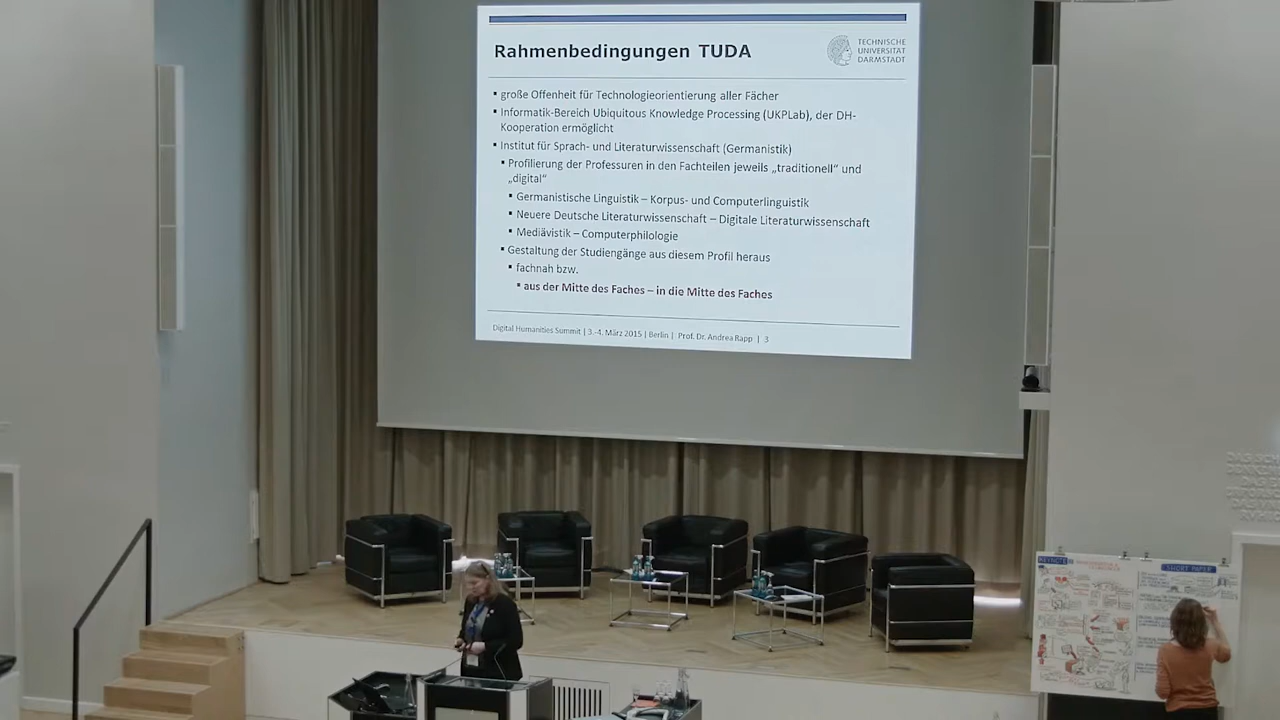 Rahmenbedingungen TUDA
TECHNISCHE
UNIVERSITÄT
DARMSTADT
▪ große Offenheit für Technologieorientierung aller Fächer
▪ Informatik-Bereich Ubiquitous Knowledge Processing (UKPLab), der DH-
Kooperation ermöglicht
▪ Institut für Sprach- und Literaturwissenschaft (Germanistik)
▪ Profilierung der Professuren in den Fachteilen jeweils „traditionell“ und
„digital“
▪ Germanistische Linguistik – Korpus- und Computerlinguistik
▪ Neuere Deutsche Literaturwissenschaft – Digitale Literaturwissenschaft
▪ Mediävistik – Computerphilologie
▪ Gestaltung der Studiengänge aus diesem Profil heraus
▪ fachnah bzw.
▪ aus der Mitte des Faches – in die Mitte des Faches
Digital Humanities Summit | 3.-4. März 2015 | Berlin | Prof. Dr. Andrea Rapp | 3
SHORT PAPER